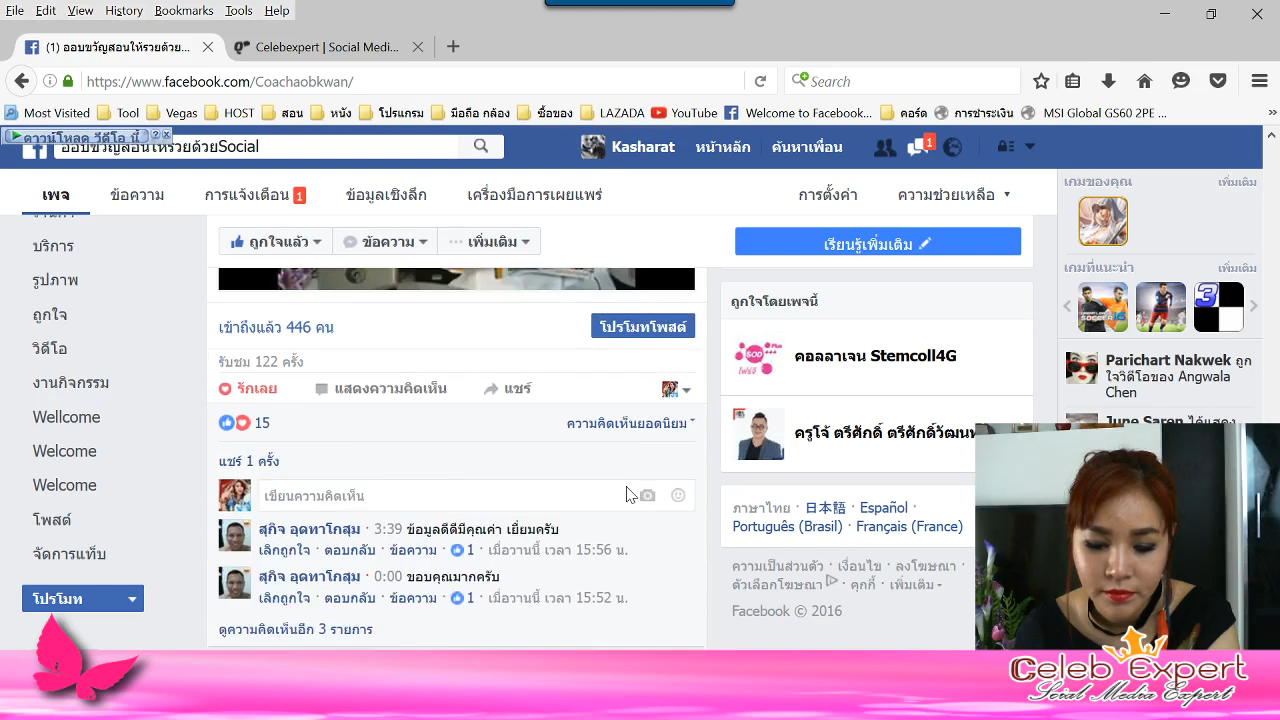 File Edit View History Bookmarks Tools Help
(1) ออบขวัญสอนให้รวยด้วย...
Celebexpert | Social Medi...
https://www.facebook.com/Coachaobkwan/
Search
Most Visited Tool Vegas HOST สอน หนัง โปรแกรม มือถือ กล้อง ซื้อของ LAZADA YouTube Welcome to Facebook... คอร์ด การชำระเงิน MSI Global GS60 2PE ...
ดาวน์โหลด วีดีโอ นี้
ออบขวัญสอนให้รวยด้วยSocial
Kasharat หน้าหลัก ค้นหาเพื่อน 1
เพจ ข้อความ การแจ้งเตือน 1 ข้อมูลเชิงลึก เครื่องมือการเผยแพร่ การตั้งค่า ความช่วยเหลือ
บริการ
รูปภาพ
ถูกใจ
วิดีโอ
งานกิจกรรม
Wellcome
Welcome
Welcome
โพสต์
จัดการแท็บ
โปรโมท
ถูกใจแล้ว ข้อความ เพิ่มเติม
เรียนรู้เพิ่มเติม
เข้าถึงแล้ว 446 คน
โปรโมทโพสต์
รับชม 122 ครั้ง
รักเลย แสดงความคิดเห็น แชร์
15
ความคิดเห็นยอดนิยม
แชร์ 1 ครั้ง
เขียนความคิดเห็น
สุกิจ อุดทาโกสุม · 3:39 ข้อมูลดีดีมีคุณค่า เยี่ยมครับ
เลิกถูกใจ · ตอบกลับ · ข้อความ · 1 · เมื่อวานนี้ เวลา 15:56 น.
สุกิจ อุดทาโกสุม · 0:00 ขอบคุณมากครับ
เลิกถูกใจ · ตอบกลับ · ข้อความ · 1 · เมื่อวานนี้ เวลา 15:52 น.
ดูความคิดเห็นอีก 3 รายการ
ถูกใจโดยเพจนี้
คอลลาเจน Stemcoll4G
ครูโจ้ ตรีศักดิ์
ภาษาไทย · 日本語 · Español ·
Português (Brasil) · Français (France)
ความเป็นส่วนตัว · เงื่อนไข · ลงโฆษณา ·
ตัวเลือกโฆษณา · คุกกี้ · เพิ่มเติม
Facebook © 2016
เกมของคุณ เพิ่มเติม
เกมที่แนะนำ เพิ่มเติม
Parichart Nakwek ถูก
ใจวิดีโอของ Angwala
Chen
Celeb Expert
Social Media Expert